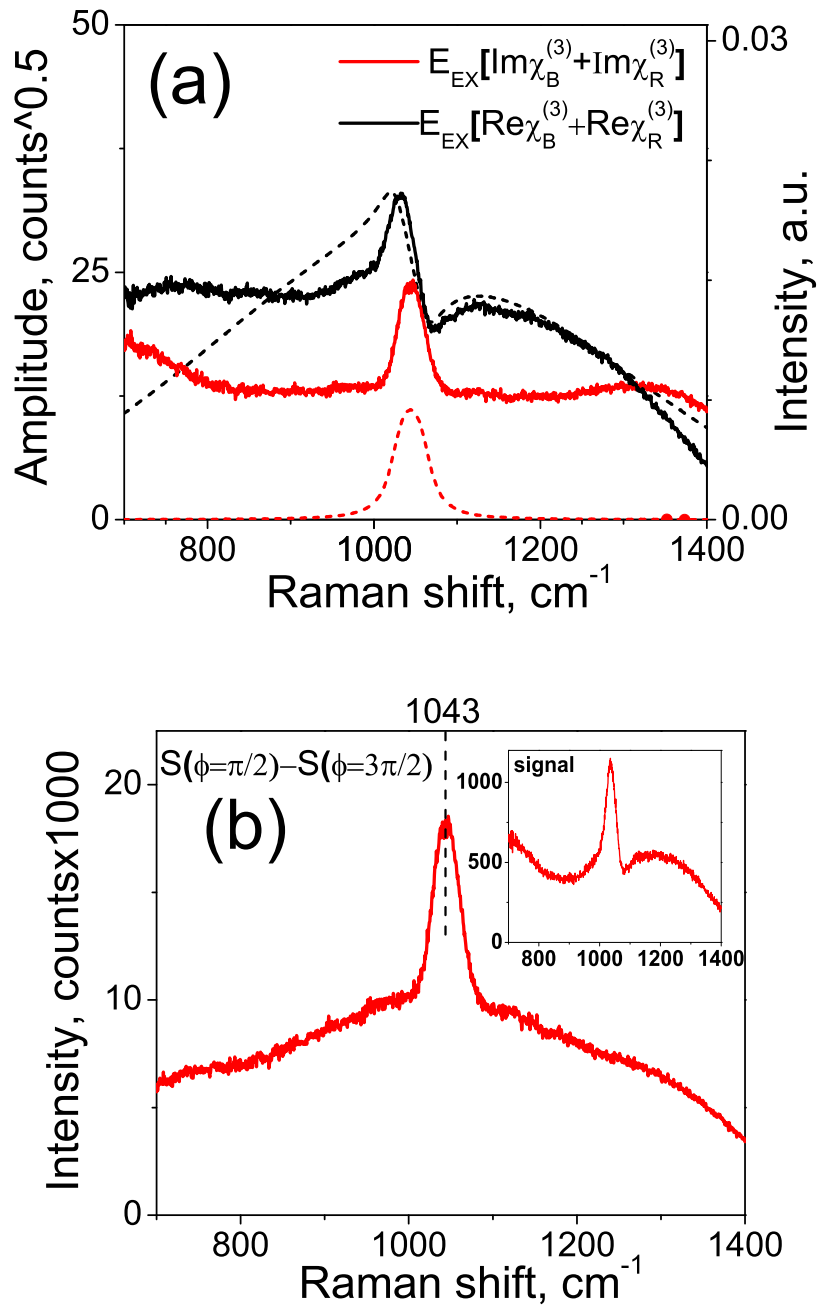 50
0.03
(a)
E_EX[Imχ_B^(3)+Imχ_R^(3)]
E_EX[Reχ_B^(3)+Reχ_R^(3)]
Amplitude, counts^0.5
Intensity, a.u.
25
0
0.00
800 1000 1200 1400
Raman shift, cm^-1
1043
S(ϕ=π/2)–S(ϕ=3π/2)
(b)
signal
1000
500
0
800 1000 1200 1400
Intensity, countsx1000
20
10
0
800 1000 1200 1400
Raman shift, cm^-1